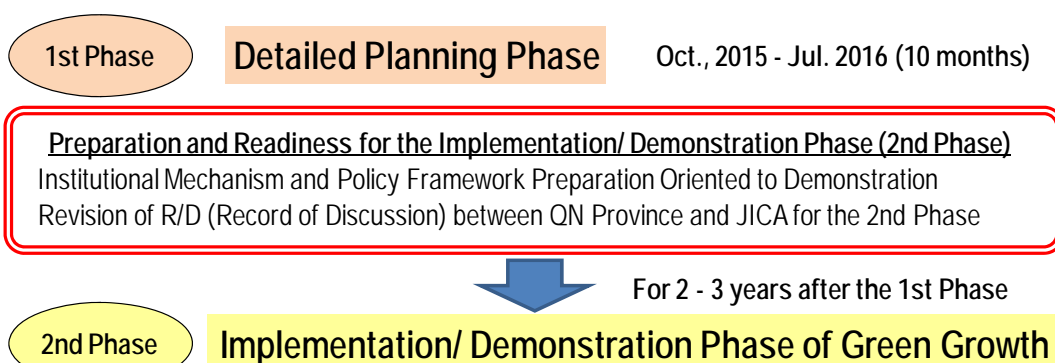 1st Phase Detailed Planning Phase Oct., 2015 - Jul. 2016 (10 months)
Preparation and Readiness for the Implementation/ Demonstration Phase (2nd Phase)
Institutional Mechanism and Policy Framework Preparation Oriented to Demonstration
Revision of R/D (Record of Discussion) between QN Province and JICA for the 2nd Phase
For 2 - 3 years after the 1st Phase
2nd Phase Implementation/ Demonstration Phase of Green Growth